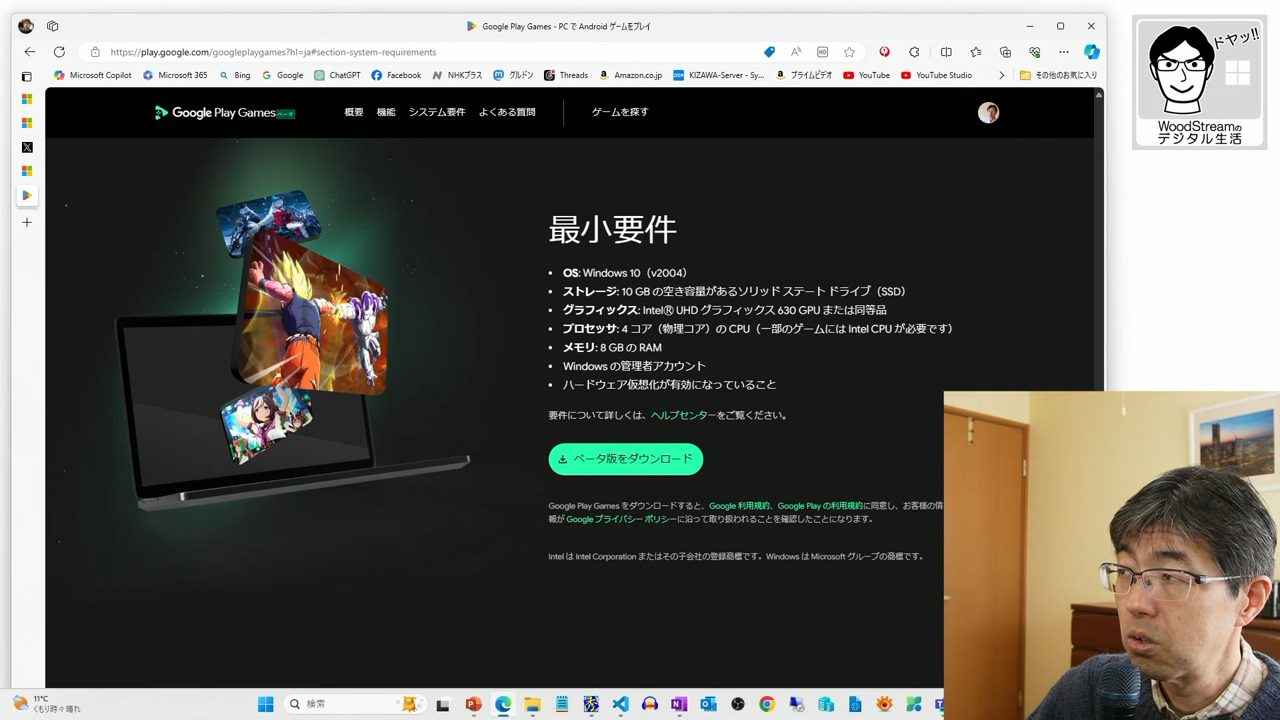 Google Play Games - PC で Android ゲームをプレイ
https://play.google.com/googleplaygames?hl=ja#section-system-requirements
Microsoft Copilot
Microsoft 365
Bing
Google
ChatGPT
Facebook
NHKプラス
グルドン
Threads
Amazon.co.jp
KIZAWA-Server - Sy...
プライムビデオ
YouTube
YouTube Studio
その他のお気に入り
Google Play Games ベータ
概要
機能
システム要件
よくある質問
ゲームを探す
最小要件
• OS: Windows 10（v2004）
• ストレージ: 10 GB の空き容量があるソリッド ステート ドライブ（SSD）
• グラフィックス: Intel® UHD グラフィックス 630 GPU または同等品
• プロセッサ: 4 コア（物理コア）の CPU（一部のゲームには Intel CPU が必要です）
• メモリ: 8 GB の RAM
• Windows の管理者アカウント
• ハードウェア仮想化が有効になっていること
要件について詳しくは、ヘルプセンターをご覧ください。
ベータ版をダウンロード
Google Play Games をダウンロードすると、Google 利用規約、Google Play の利用規約に同意し、お客様の情
報が Google プライバシー ポリシーに沿って取り扱われることを確認したことになります。
Intel は Intel Corporation またはその子会社の登録商標です。Windows は Microsoft グループの商標です。
ドヤッ!!
WoodStreamの
デジタル生活
11°C
くもり時々晴れ
検索